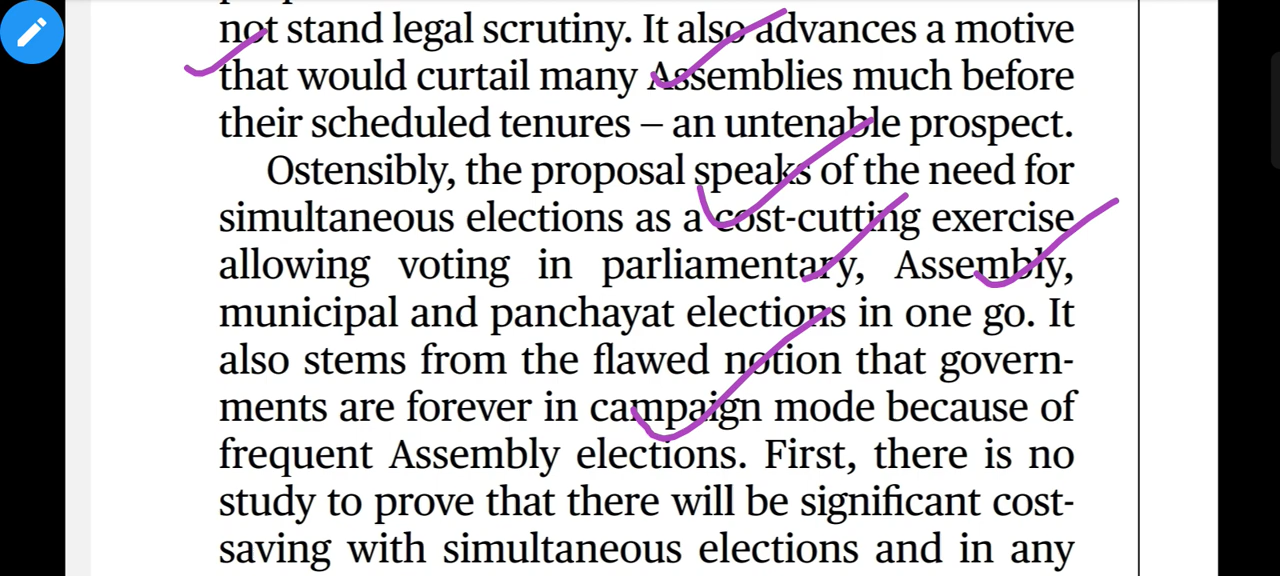 not stand legal scrutiny. It also advances a motive
that would curtail many Assemblies much before
their scheduled tenures – an untenable prospect.
Ostensibly, the proposal speaks of the need for
simultaneous elections as a cost-cutting exercise
allowing voting in parliamentary, Assembly,
municipal and panchayat elections in one go. It
also stems from the flawed notion that govern-
ments are forever in campaign mode because of
frequent Assembly elections. First, there is no
study to prove that there will be significant cost-
saving with simultaneous elections and in any